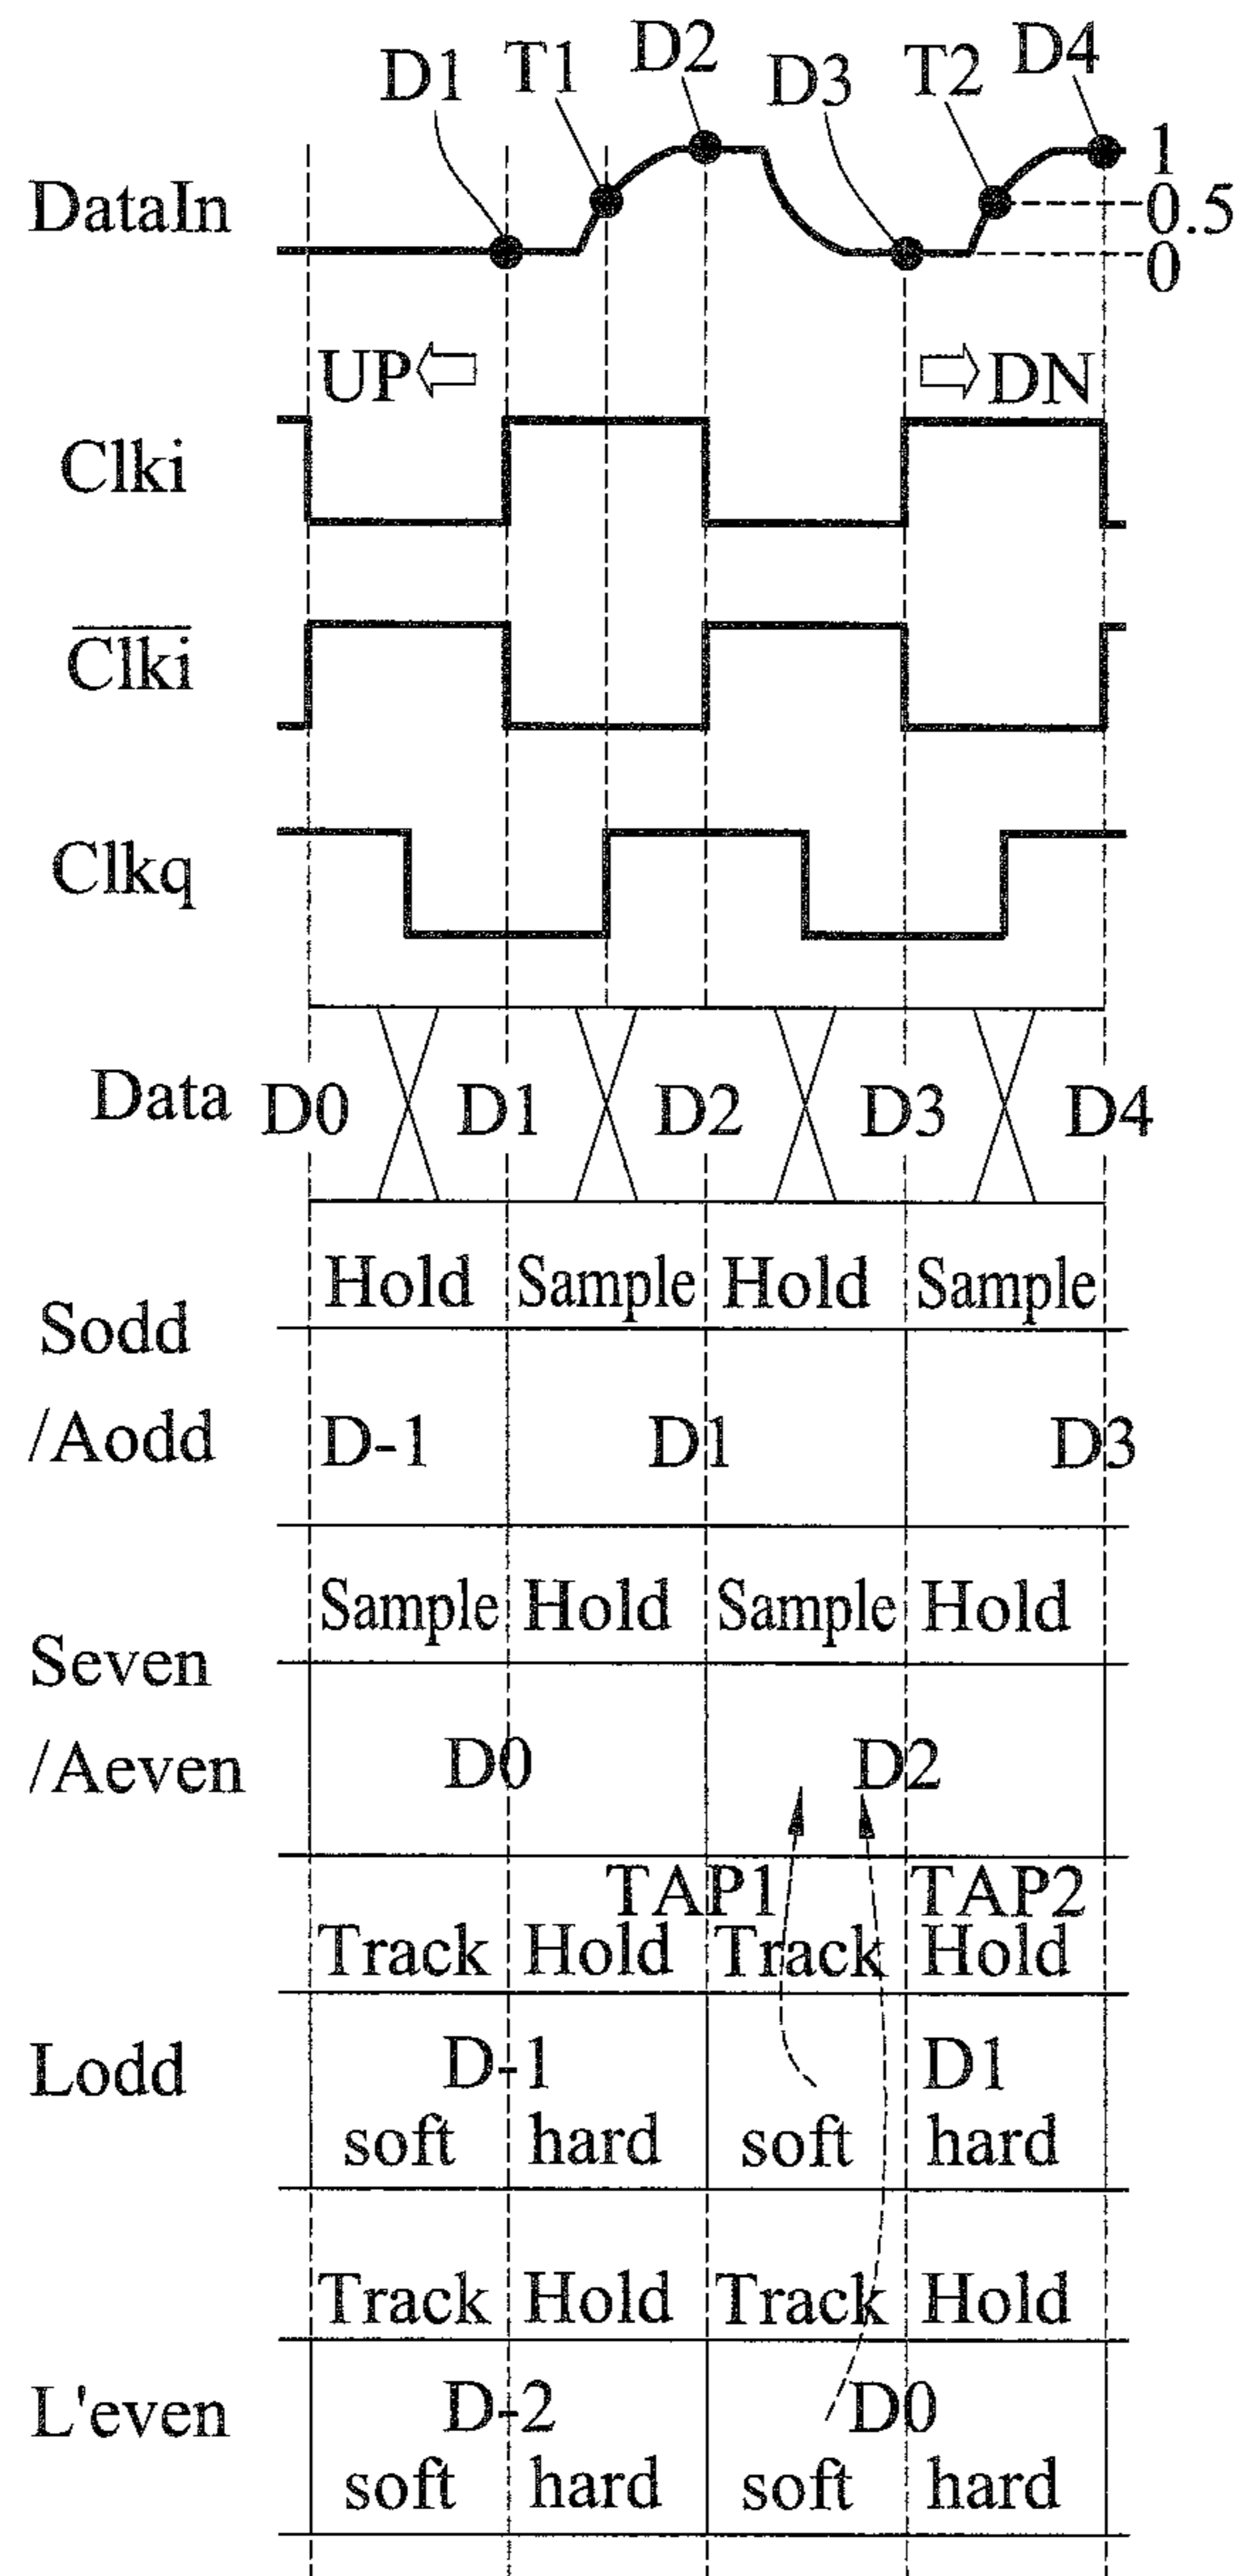 D1 T1 D2 D3 T2 D4
DataIn
1
0.5
0
UP DN
Clki
Clki
Clkq
Data D0 D1 D2 D3 D4
Hold Sample Hold Sample
Sodd
/Aodd D-1 D1 D3
Sample Hold Sample Hold
Seven
/Aeven D0 D2
TAP1 TAP2
Track Hold Track Hold
Lodd D-1 D1
soft hard soft hard
Track Hold Track Hold
L'even D-2 D0
soft hard soft hard